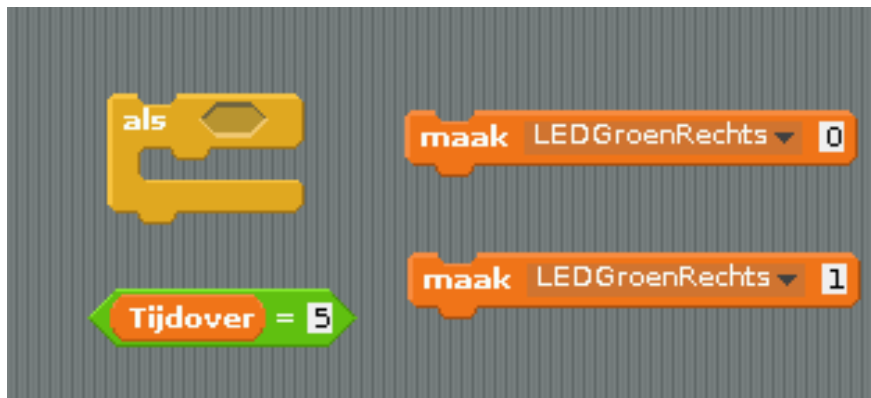 als
maak LEDGroenRechts 0
maak LEDGroenRechts 1
Tijdover = 5